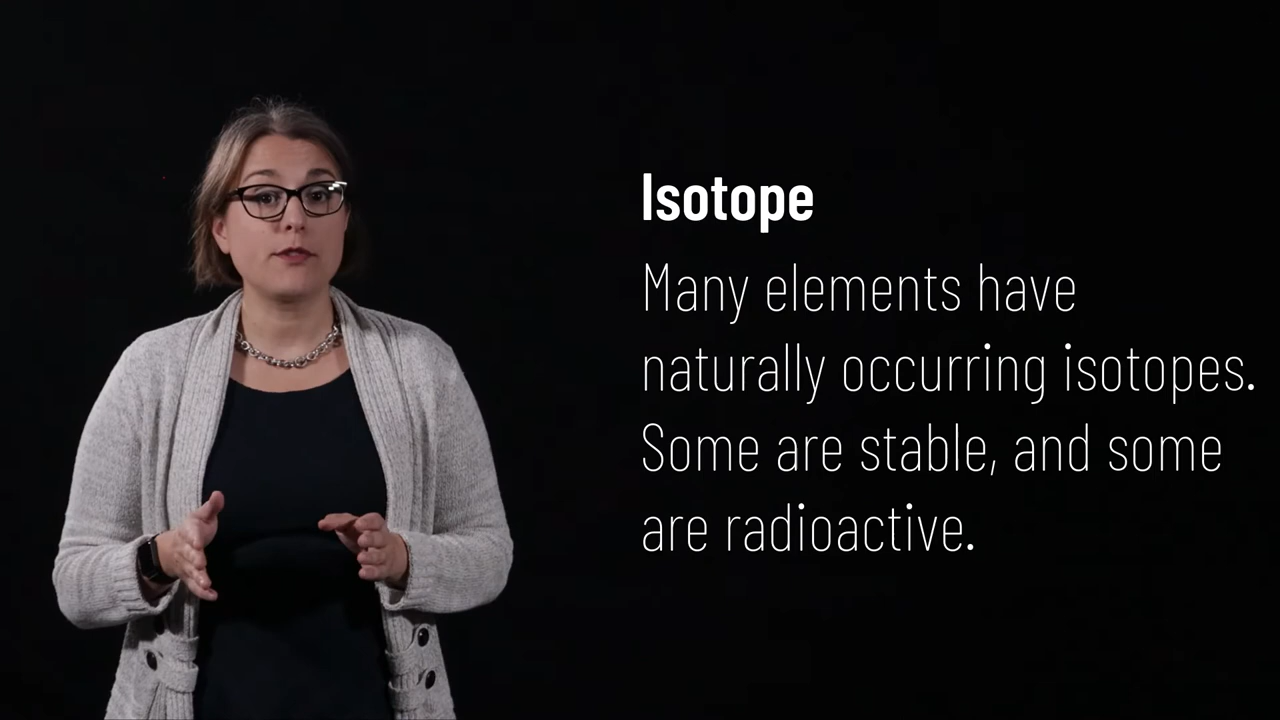 Isotope
Many elements have
naturally occurring isotopes.
Some are stable, and some
are radioactive.